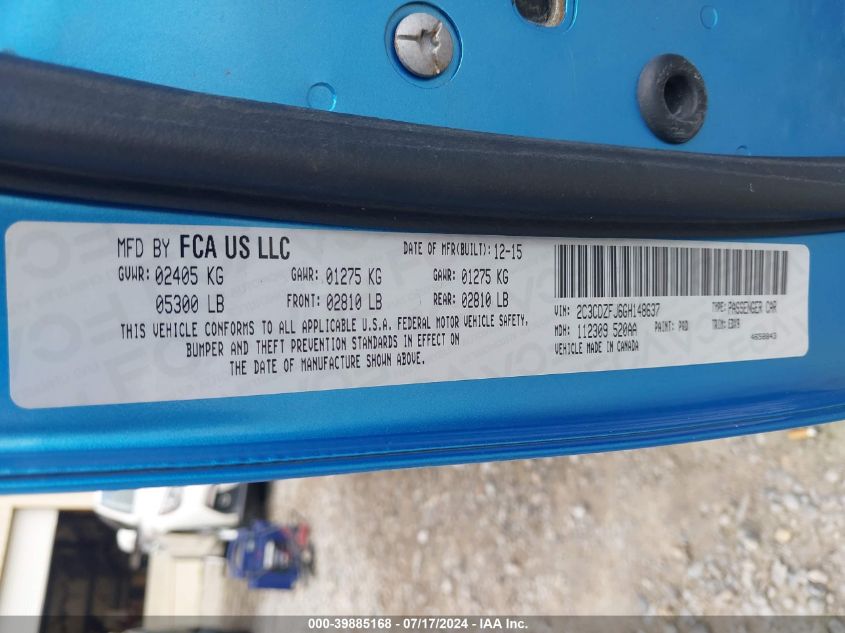 MFD BY FCA US LLC DATE OF MFR(BUILT): 12-15
GVWR: 02405 KG GAWR: 01275 KG GAWR: 01275 KG
05300 LB FRONT: 02810 LB REAR: 02810 LB
THIS VEHICLE CONFORMS TO ALL APPLICABLE U.S.A. FEDERAL MOTOR VEHICLE SAFETY,
BUMPER AND THEFT PREVENTION STANDARDS IN EFFECT ON
THE DATE OF MANUFACTURE SHOWN ABOVE.
VIN: 2C3CDZFJ6GH148637 TYPE: PASSENGER CAR
MDH: 112309 520AA PAINT: PRD TRIM:
VEHICLE MADE IN CANADA 4650043
000-39885168 - 07/17/2024 - IAA Inc.